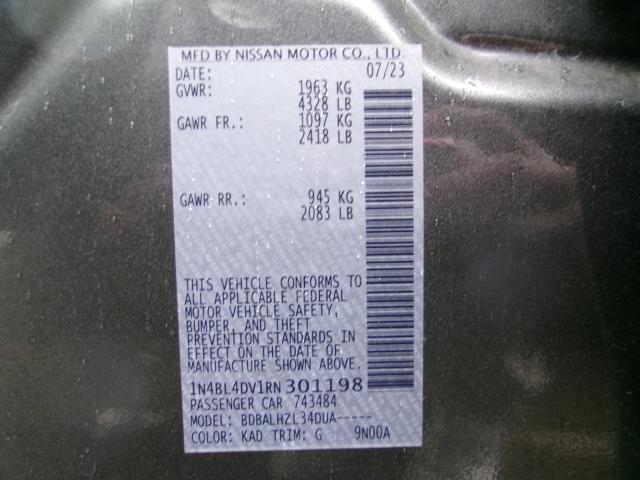 MFD BY NISSAN MOTOR CO., LTD.
DATE: 07/23
GVWR: 1963 KG
4328 LB
GAWR FR.: 1097 KG
2418 LB
GAWR RR.: 945 KG
2083 LB
THIS VEHICLE CONFORMS TO
ALL APPLICABLE FEDERAL
MOTOR VEHICLE SAFETY,
BUMPER, AND THEFT
PREVENTION STANDARDS IN
EFFECT ON THE DATE OF
MANUFACTURE SHOWN ABOVE.
1N4BL4DV1RN301198
PASSENGER CAR 743484
MODEL: BDBALHZL34DUA-----
COLOR: KAD TRIM: G 9N00A